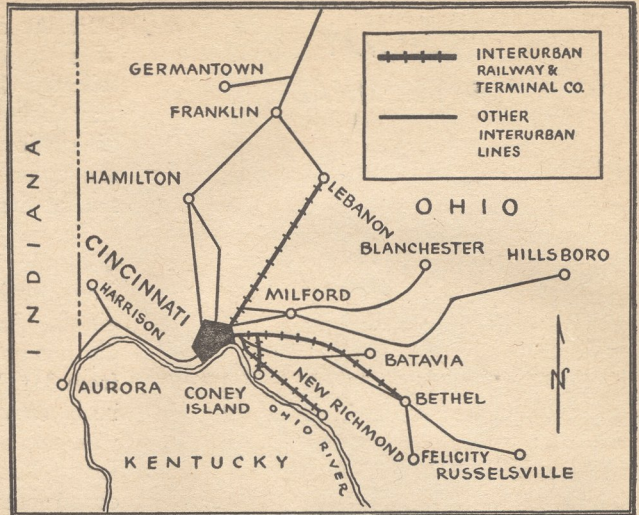 GERMANTOWN
FRANKLIN
HAMILTON
INTERURBAN
RAILWAY &
TERMINAL CO.
OTHER
INTERURBAN
LINES
INDIANA
LEBANON
OHIO
BLANCHESTER
HILLSBORO
CINCINNATI
HARRISON
MILFORD
AURORA
CONEY
ISLAND
NEW RICHMOND
BATAVIA
BETHEL
N
OHIO RIVER
KENTUCKY
FELICITY
RUSSELSVILLE